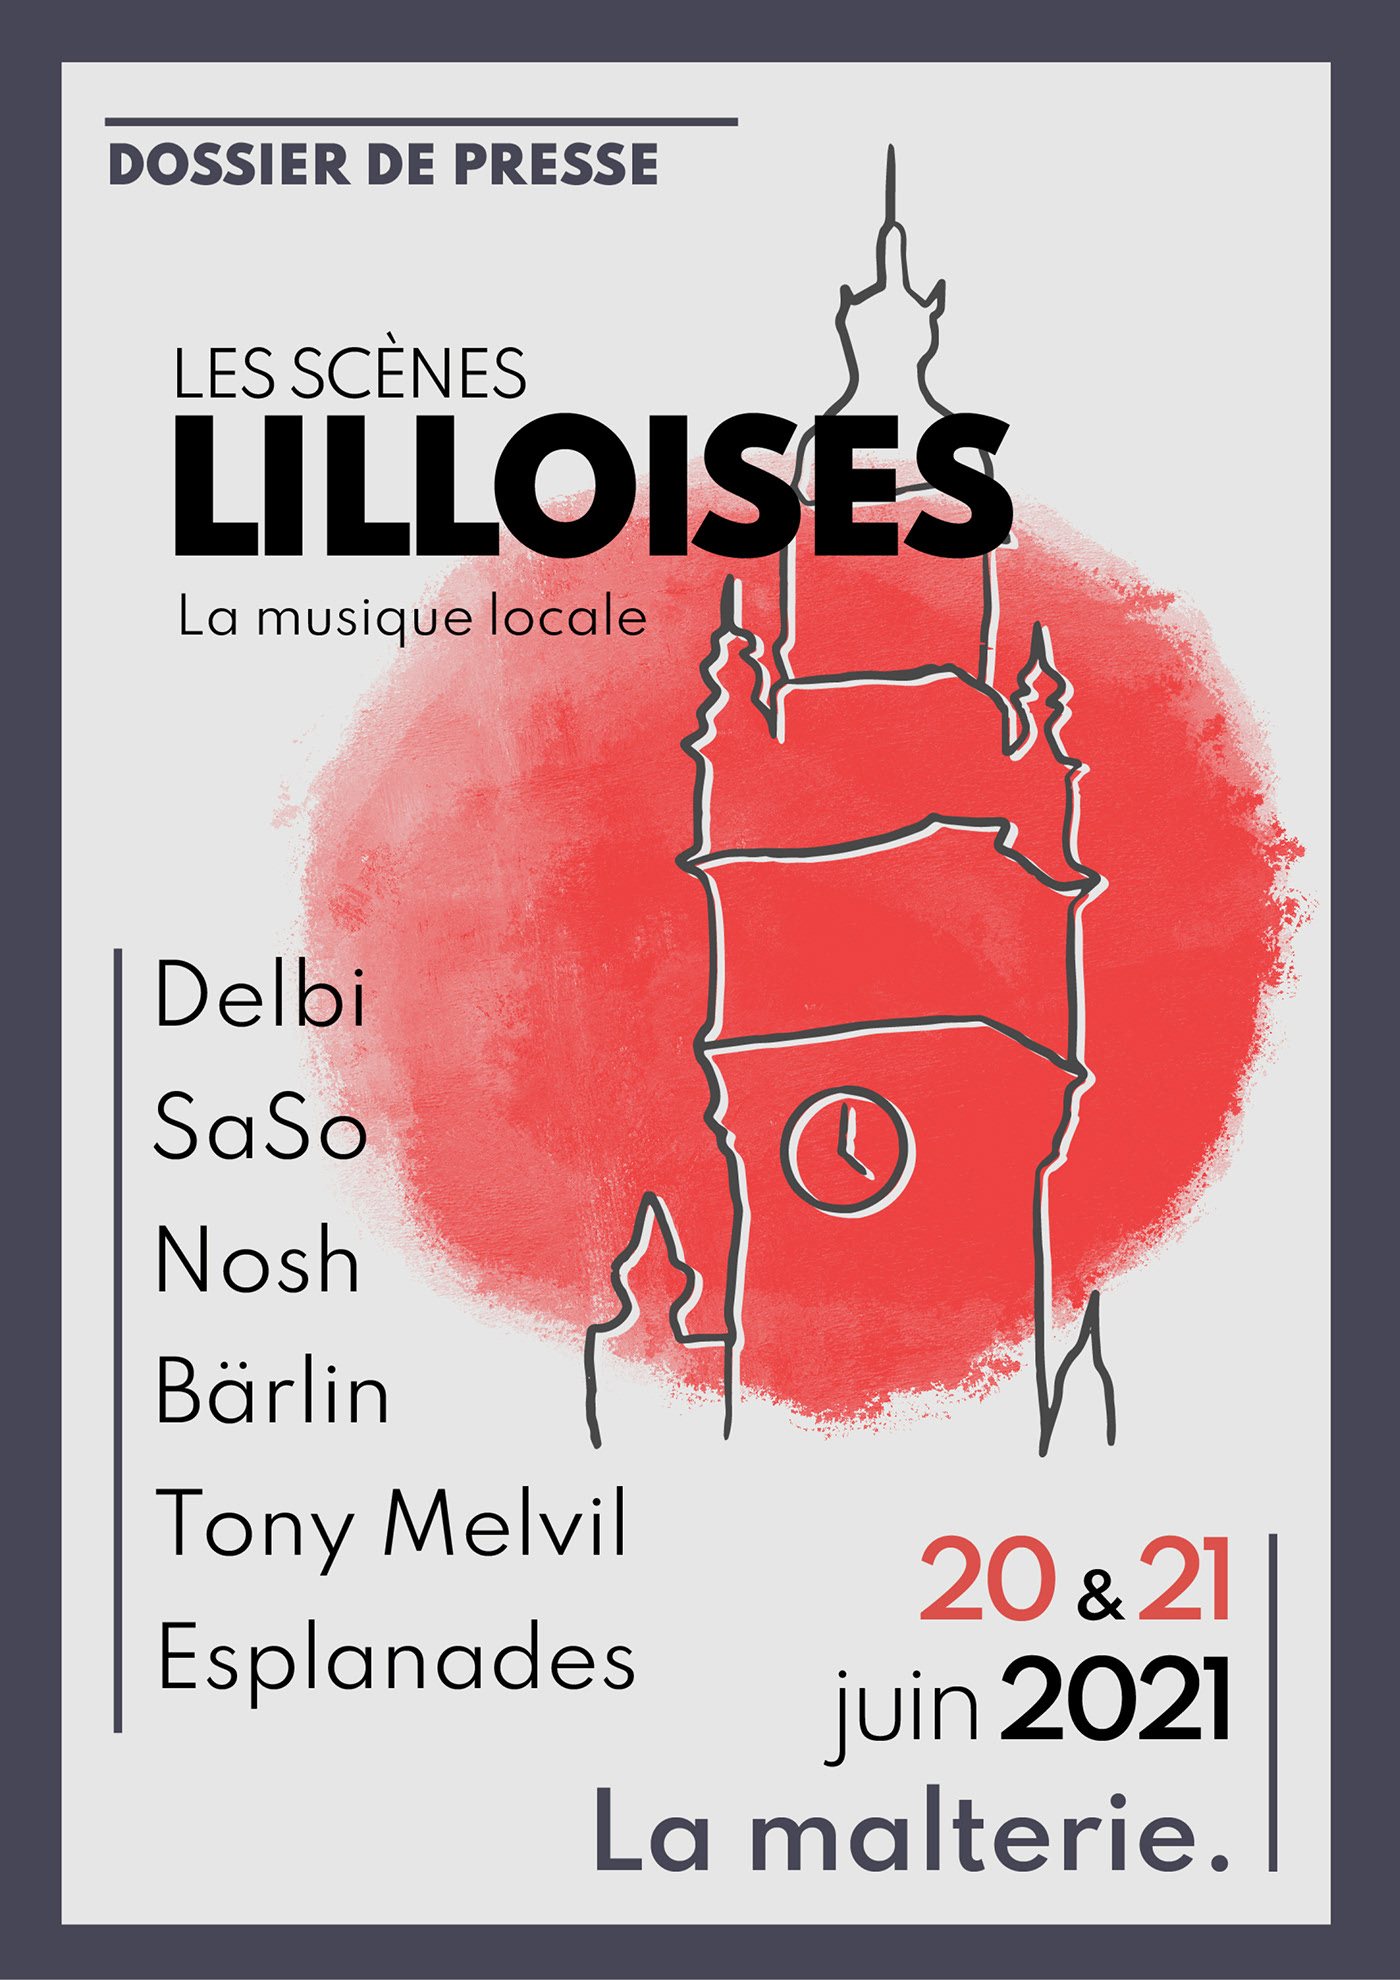 DOSSIER DE PRESSE
LES SCÈNES
LILLOISES
La musique locale
Delbi
SaSo
Nosh
Bärlin
Tony Melvil
Esplanades
20 & 21
juin 2021
La malterie.